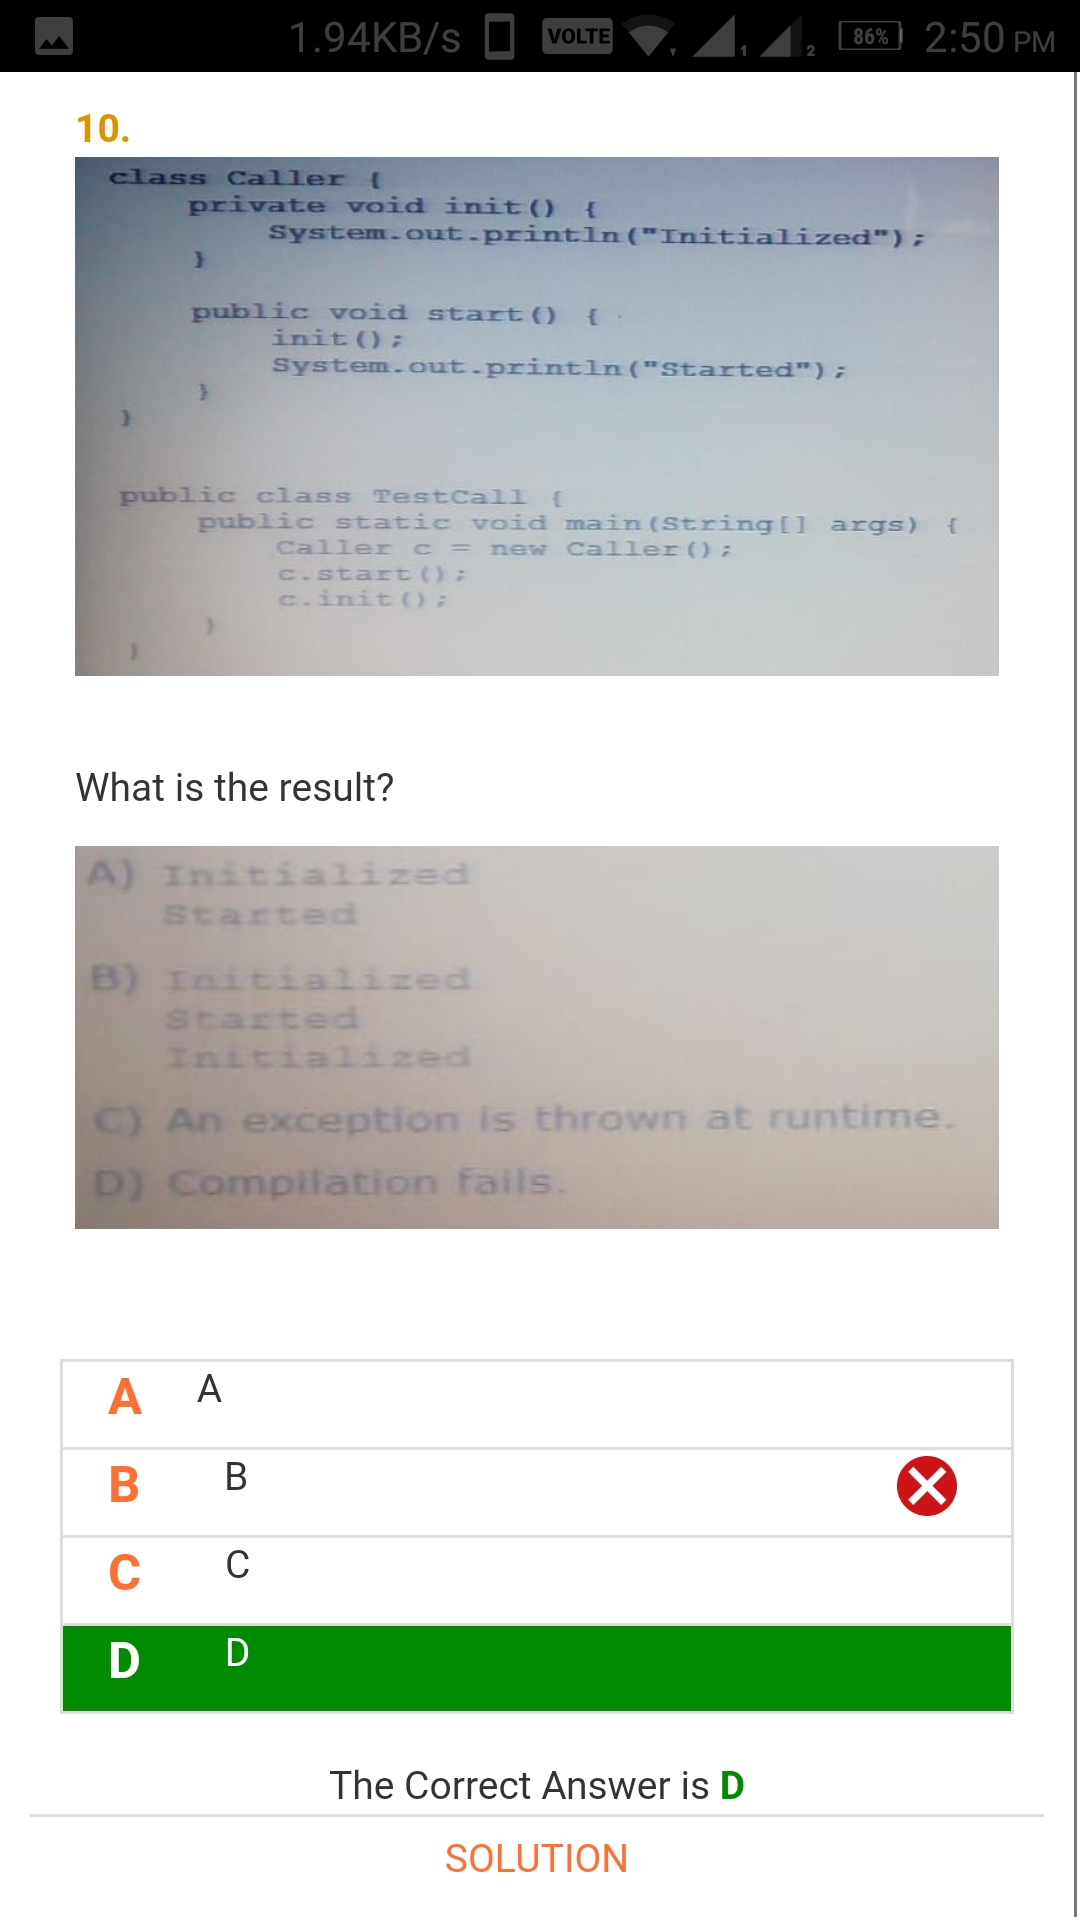 1.94KB/s VOLTE 1 2 86% 2:50 PM
10.
class Caller {
private void init() {
System.out.println("Initialized");
}
public void start() {
init();
System.out.println("Started");
}
}
public class TestCall {
public static void main(String[] args) {
Caller c = new Caller();
c.start();
c.init();
}
}
What is the result?
A) Initialized
Started
B) Initialized
Started
Initialized
C) An exception is thrown at runtime.
D) Compilation fails.
A A
B B
C C
D D
The Correct Answer is D
SOLUTION